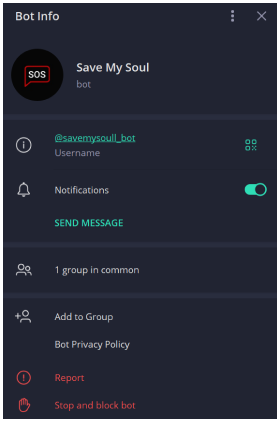 Bot Info
SOS
Save My Soul
bot
@savemysoull_bot
Username
Notifications
SEND MESSAGE
1 group in common
Add to Group
Bot Privacy Policy
Report
Stop and block bot